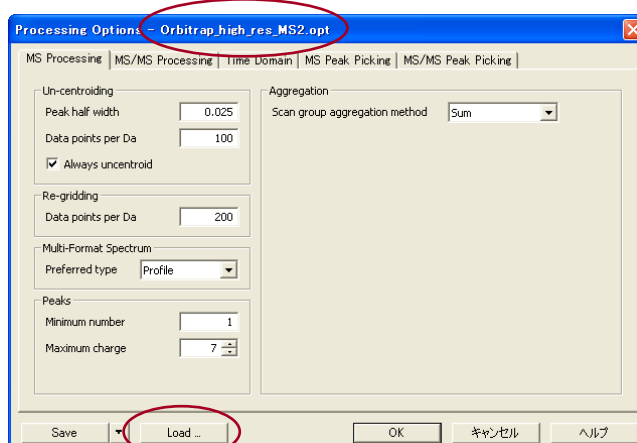 Processing Options - Orbitrap_high_res_MS2.opt
MS Processing MS/MS Processing Time Domain MS Peak Picking MS/MS Peak Picking
Un-centroiding
Peak half width 0.025
Data points per Da 100
Always uncentroid
Re-gridding
Data points per Da 200
Multi-Format Spectrum
Preferred type Profile
Peaks
Minimum number 1
Maximum charge 7
Aggregation
Scan group aggregation method Sum
Save Load ... OK キャンセル ヘルプ